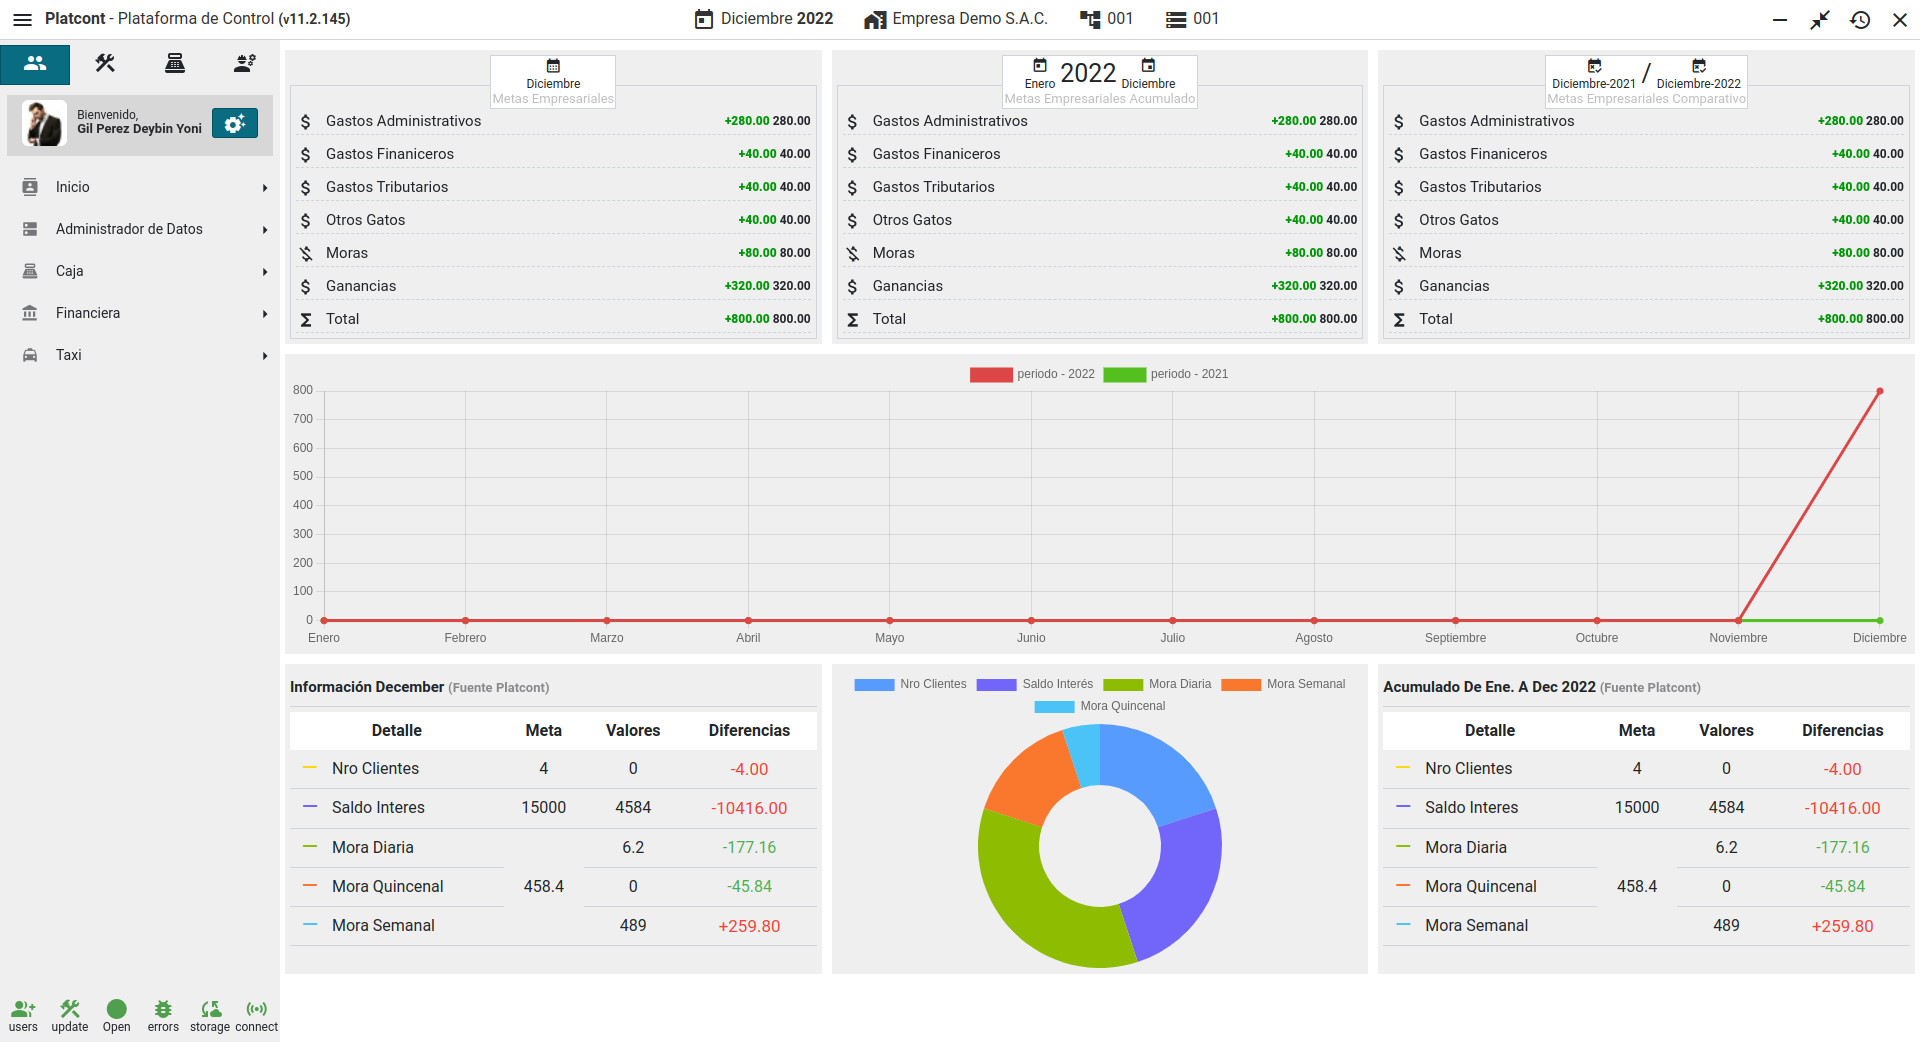 Platcont - Plataforma de Control (v11.2.145)
Diciembre 2022
Empresa Demo S.A.C.
001
001
Bienvenido,
Gil Perez Deybin Yoni
Inicio
Administrador de Datos
Caja
Financiera
Taxi
users
update
Open
errors
storage
connect
Diciembre
Metas Empresariales
Gastos Administrativos +280.00 280.00
Gastos Finaniceros +40.00 40.00
Gastos Tributarios +40.00 40.00
Otros Gatos +40.00 40.00
Moras +80.00 80.00
Ganancias +320.00 320.00
Total +800.00 800.00
Enero 2022 Diciembre
Metas Empresariales Acumulado
Gastos Administrativos +280.00 280.00
Gastos Finaniceros +40.00 40.00
Gastos Tributarios +40.00 40.00
Otros Gatos +40.00 40.00
Moras +80.00 80.00
Ganancias +320.00 320.00
Total +800.00 800.00
Diciembre-2021 / Diciembre-2022
Metas Empresariales Comparativo
Gastos Administrativos +280.00 280.00
Gastos Finaniceros +40.00 40.00
Gastos Tributarios +40.00 40.00
Otros Gatos +40.00 40.00
Moras +80.00 80.00
Ganancias +320.00 320.00
Total +800.00 800.00
periodo - 2022 periodo - 2021
800
700
600
500
400
300
200
100
0
Enero Febrero Marzo Abril Mayo Junio Julio Agosto Septiembre Octubre Noviembre Diciembre
Información December (Fuente Platcont)
Detalle Meta Valores Diferencias
Nro Clientes 4 0 -4.00
Saldo Interes 15000 4584 -10416.00
Mora Diaria 6.2 -177.16
Mora Quincenal 458.4 0 -45.84
Mora Semanal 489 +259.80
Nro Clientes Saldo Interés Mora Diaria Mora Semanal
Mora Quincenal
Acumulado De Ene. A Dec 2022 (Fuente Platcont)
Detalle Meta Valores Diferencias
Nro Clientes 4 0 -4.00
Saldo Interes 15000 4584 -10416.00
Mora Diaria 6.2 -177.16
Mora Quincenal 458.4 0 -45.84
Mora Semanal 489 +259.80